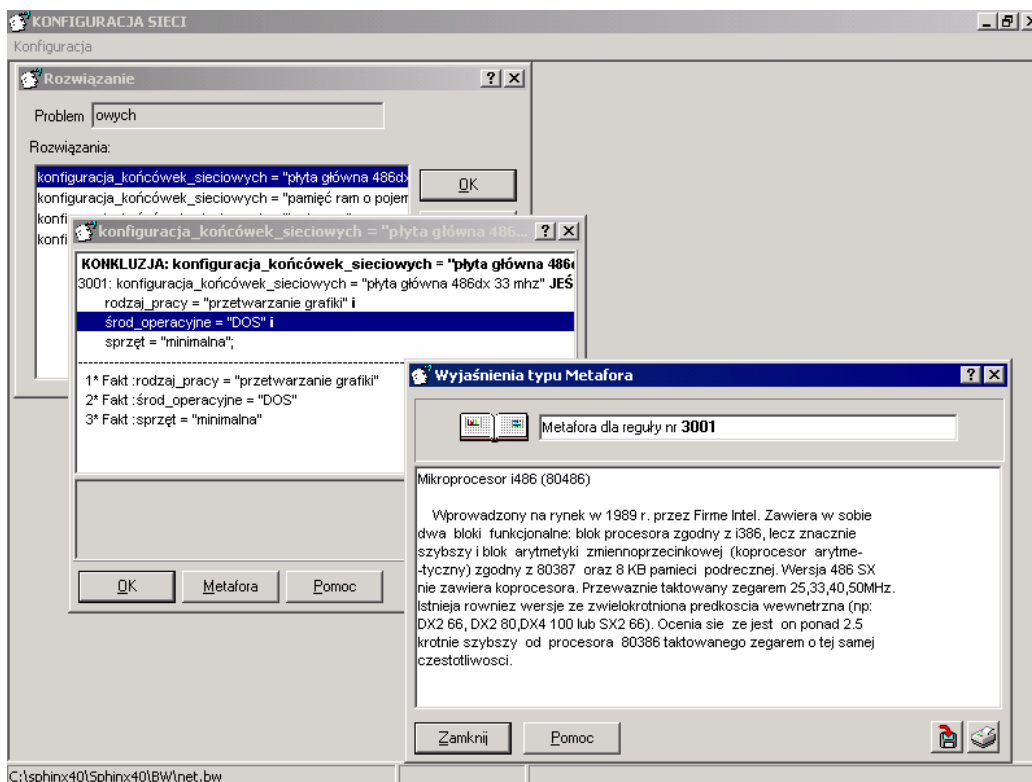 KONFIGURACJA SIECI
Konfiguracja
Rozwiązanie
Problem owych
Rozwiązania:
konfiguracja_końcówek_sieciowych = "płyta główna 486dx
OK
konfiguracja_końcówek_sieciowych = "pamięć ram o pojem
konfi
konfi
konfiguracja_końcówek_sieciowych = "płyta główna 486...
KONKLUZJA: konfiguracja_końcówek_sieciowych = "płyta główna 486
3001: konfiguracja_końcówek_sieciowych = "płyta główna 486dx 33 mhz" JEŚ
rodzaj_pracy = "przetwarzanie grafiki" i
środ_operacyjne = "DOS" i
sprzęt = "minimalna";
1* Fakt :rodzaj_pracy = "przetwarzanie grafiki"
2* Fakt :środ_operacyjne = "DOS"
3* Fakt :sprzęt = "minimalna"
OK Metafora Pomoc
Wyjaśnienia typu Metafora
Metafora dla reguły nr 3001
Mikroprocesor i486 (80486)
Wprowadzony na rynek w 1989 r. przez Firme Intel. Zawiera w sobie
dwa bloki funkcjonalne: blok procesora zgodny z i386, lecz znacznie
szybszy i blok arytmetyki zmiennoprzecinkowej (koprocesor arytme-
-tyczny) zgodny z 80387 oraz 8 KB pamieci podrecznej. Wersja 486 SX
nie zawiera koprocesora. Przewaznie taktowany zegarem 25,33,40,50MHz.
Istnieja rowniez wersje ze zwielokrotniona predkoscia wewnetrzna (np:
DX2 66, DX2 80,DX4 100 lub SX2 66). Ocenia sie ze jest on ponad 2.5
krotnie szybszy od procesora 80386 taktowanego zegarem o tej samej
czestotliwosci.
Zamknij Pomoc
C:\sphinx40\Sphinx40\BW\net.bw